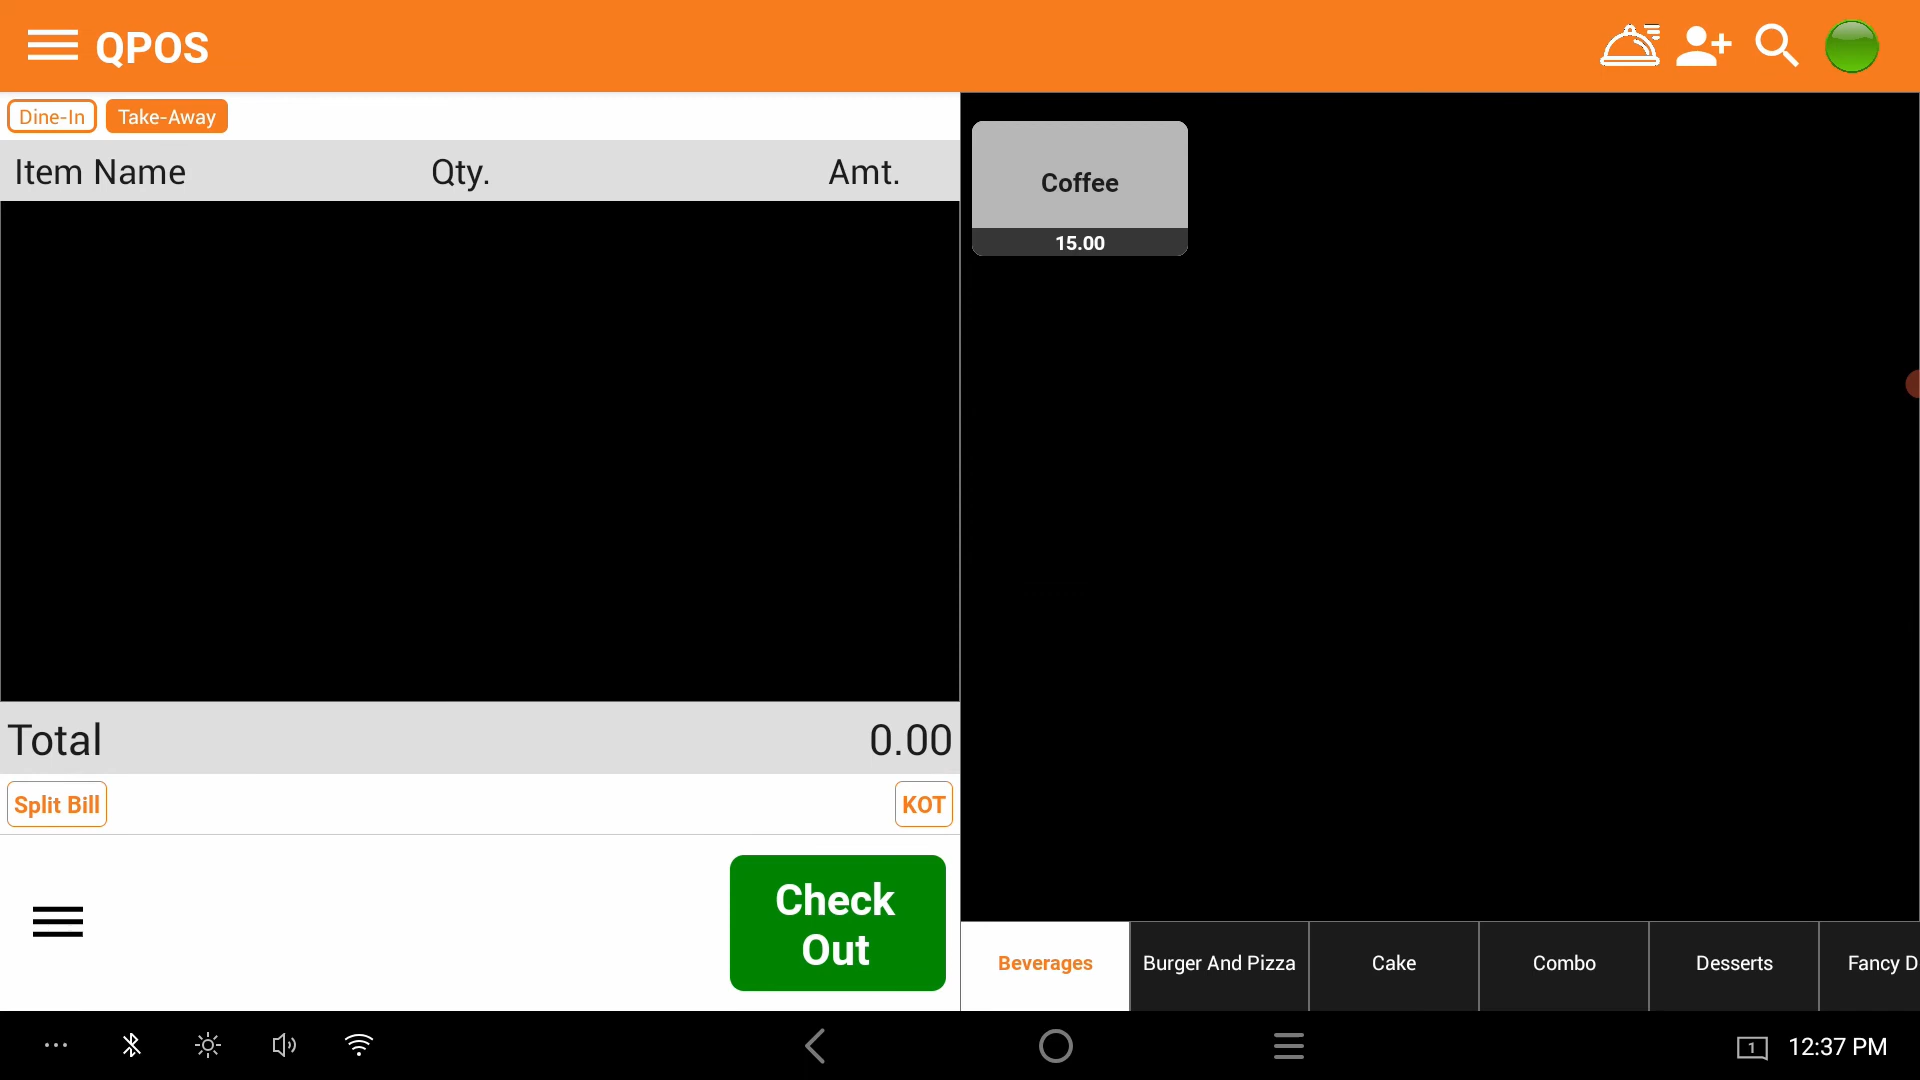 QPOS
Dine-In Take-Away
Item Name Qty. Amt.
Coffee
15.00
Total 0.00
Split Bill KOT
Check
Out
Beverages Burger And Pizza Cake Combo Desserts Fancy D
1 12:37 PM